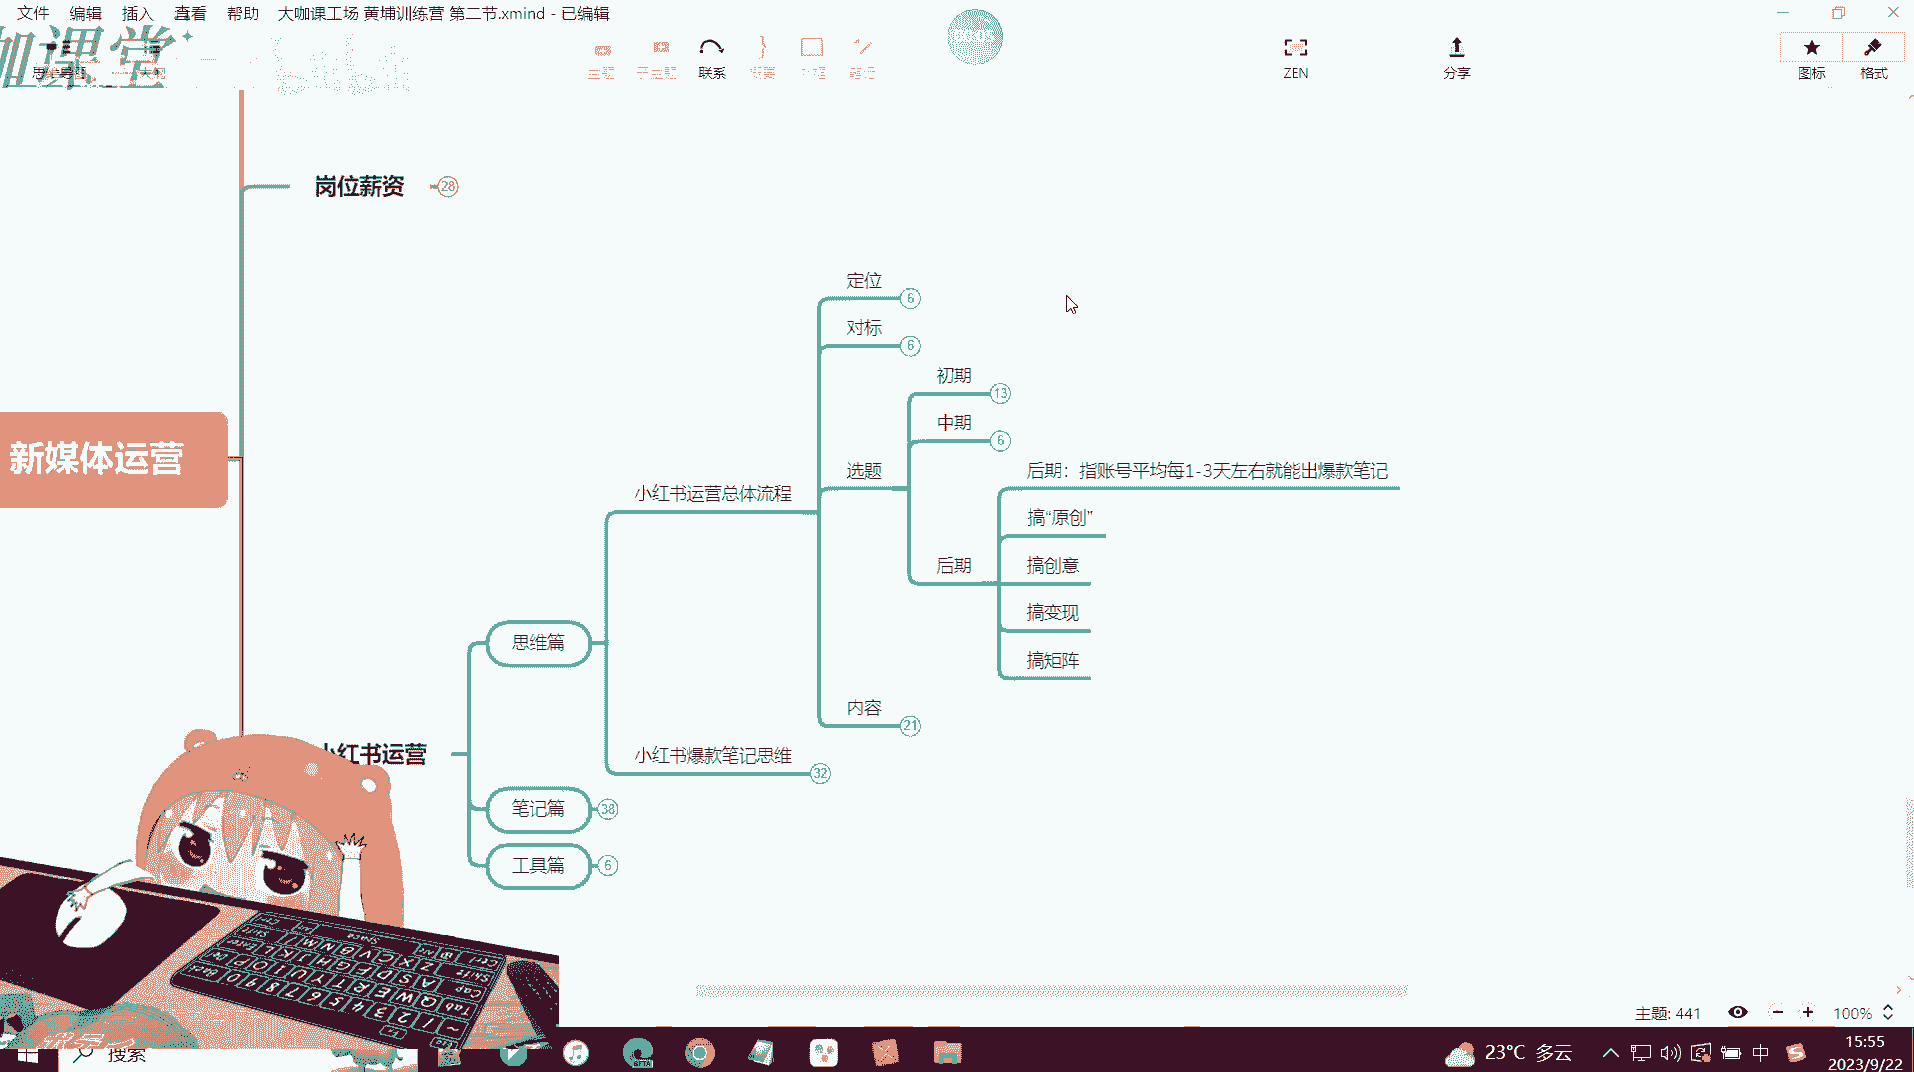 文件 编辑 插入 查看 帮助 大咖课工场 黄埔训练营 第二节.xmind - 已编辑
课堂
联系
ZEN
分享
图标
格式
岗位薪资
28
定位
6
对标
6
初期
13
中期
6
选题
后期：指账号平均每1-3天左右就能出爆款笔记
小红书运营总体流程
搞“原创”
后期
搞创意
搞变现
搞矩阵
新媒体运营
思维篇
内容
21
小红书运营
小红书爆款笔记思维
32
笔记篇
38
工具篇
6
主题: 441
100%
搜索
23°C 多云
中
15:55
2023/9/22